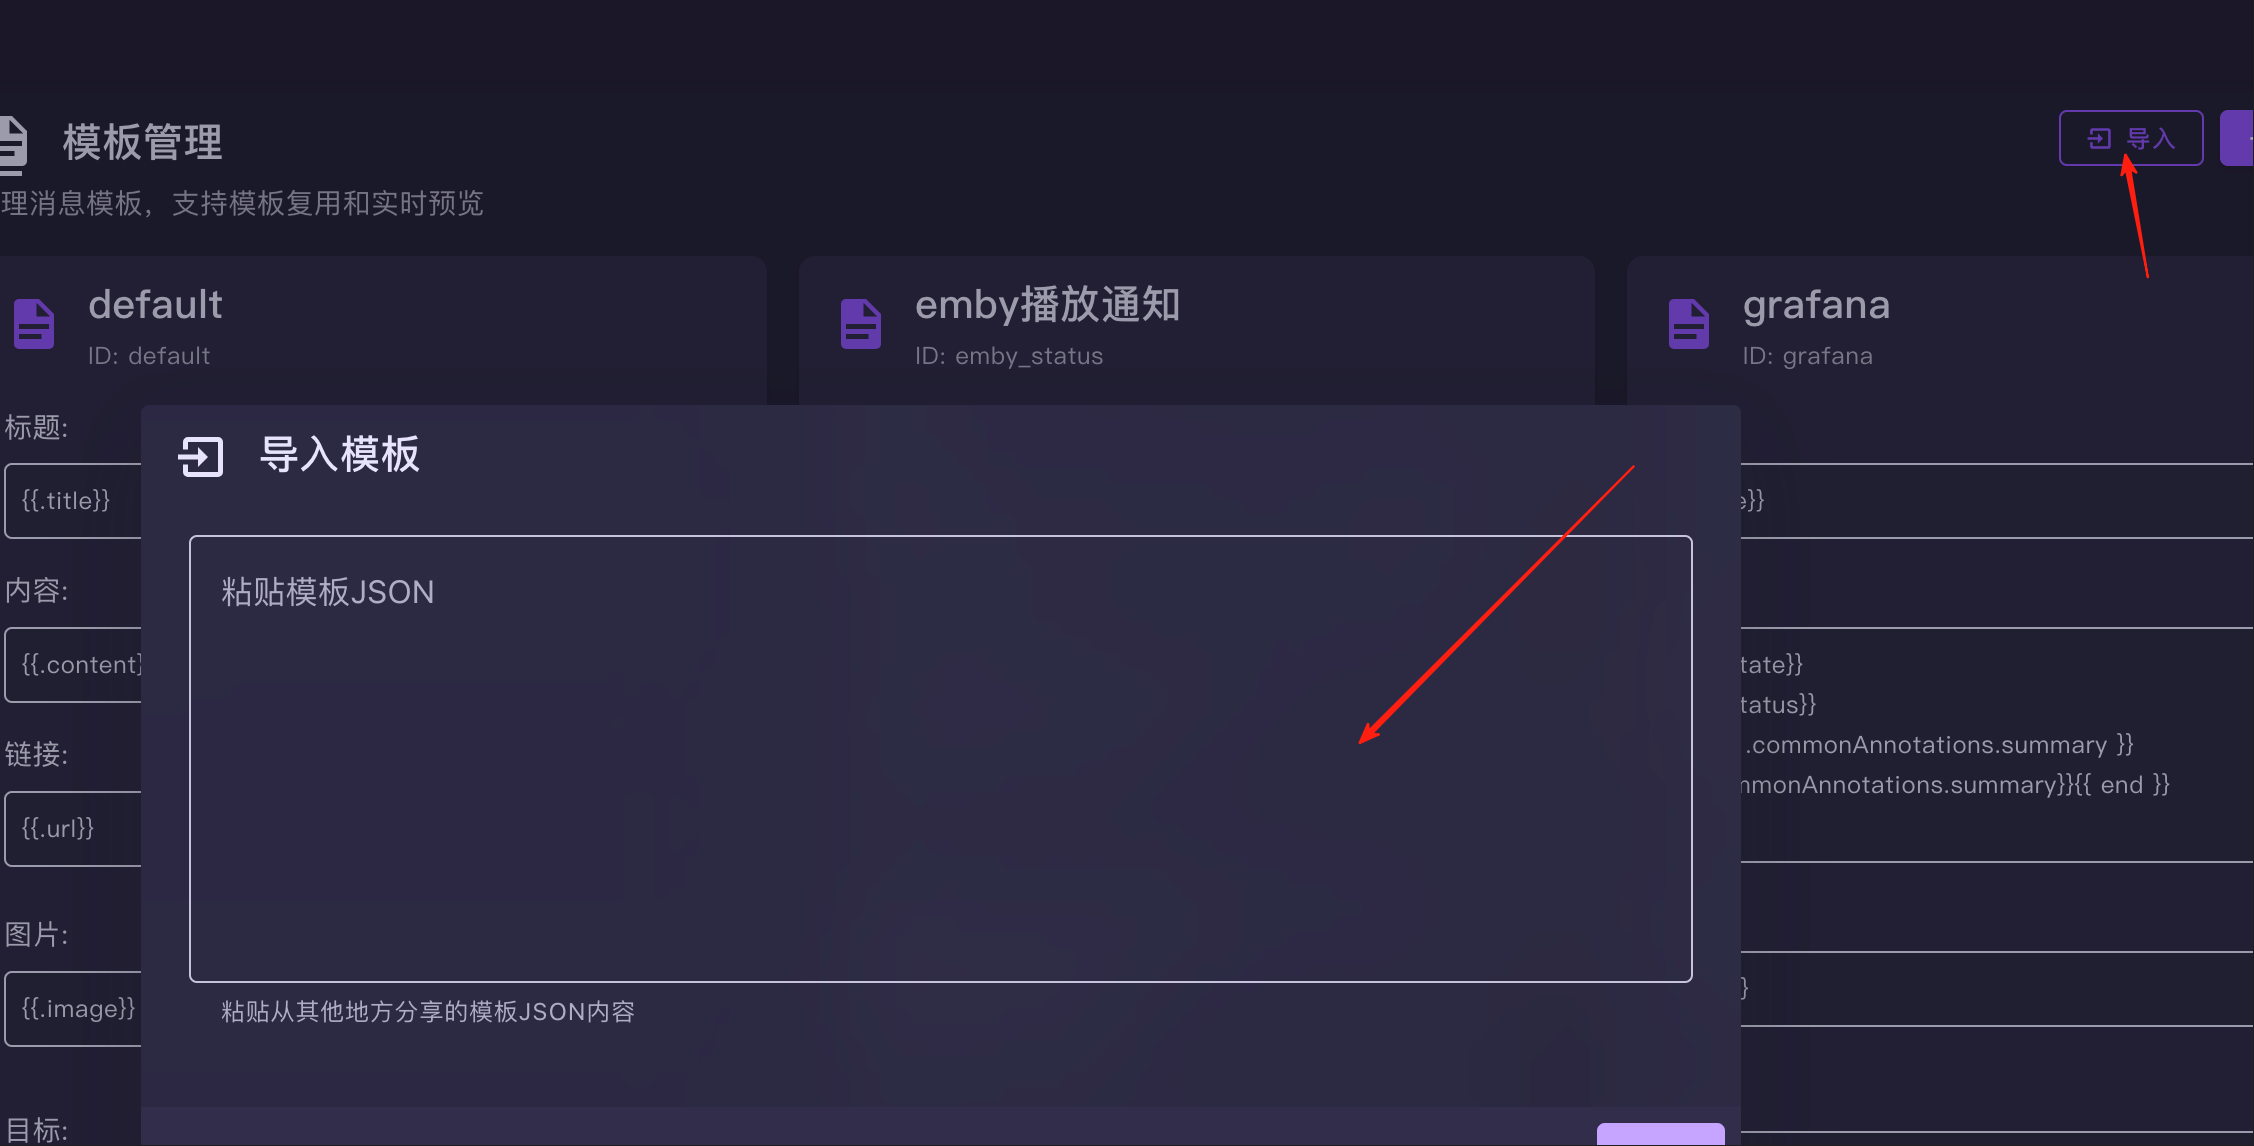 模板管理
导入
理消息模板，支持模板复用和实时预览
default
ID: default
emby播放通知
ID: emby_status
grafana
ID: grafana
标题:
{{.title}}
e}}
内容:
{{.content}
tate}}
tatus}}
.commonAnnotations.summary }}
mmonAnnotations.summary}}{{ end }}
链接:
{{.url}}
}
图片:
{{.image}}
目标:
导入模板
粘贴模板JSON
粘贴从其他地方分享的模板JSON内容